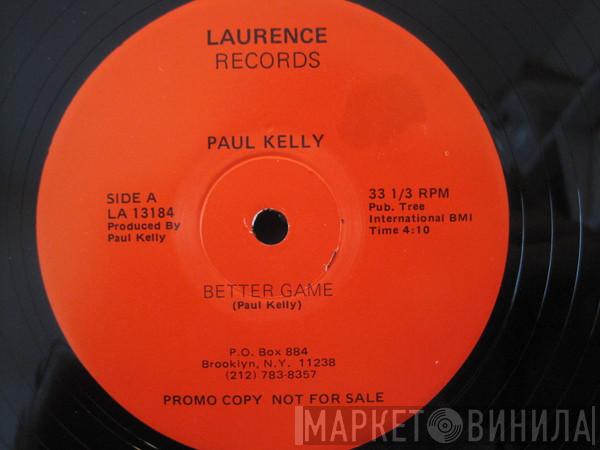 LAURENCE
RECORDS
PAUL KELLY
SIDE A
LA 13184
Produced By
Paul Kelly
33 1/3 RPM
Pub. Tree
International BMI
Time 4:10
BETTER GAME
(Paul Kelly)
P.O. Box 884
Brooklyn, N.Y. 11238
(212) 783-8357
PROMO COPY NOT FOR SALE
МАРКЕТ ВИНИЛА